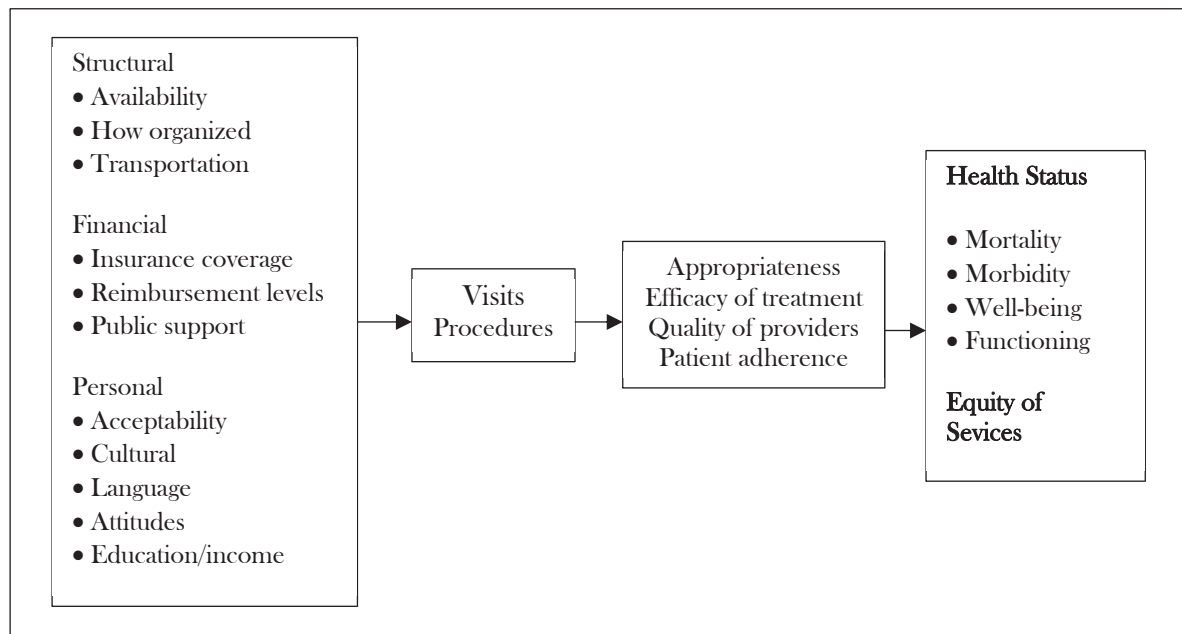 Structural
• Availability
• How organized
• Transportation
Financial
• Insurance coverage
• Reimbursement levels
• Public support
Personal
• Acceptability
• Cultural
• Language
• Attitudes
• Education/income
Visits
Procedures
Appropriateness
Efficacy of treatment
Quality of providers
Patient adherence
Health Status
• Mortality
• Morbidity
• Well-being
• Functioning
Equity of
Sevices